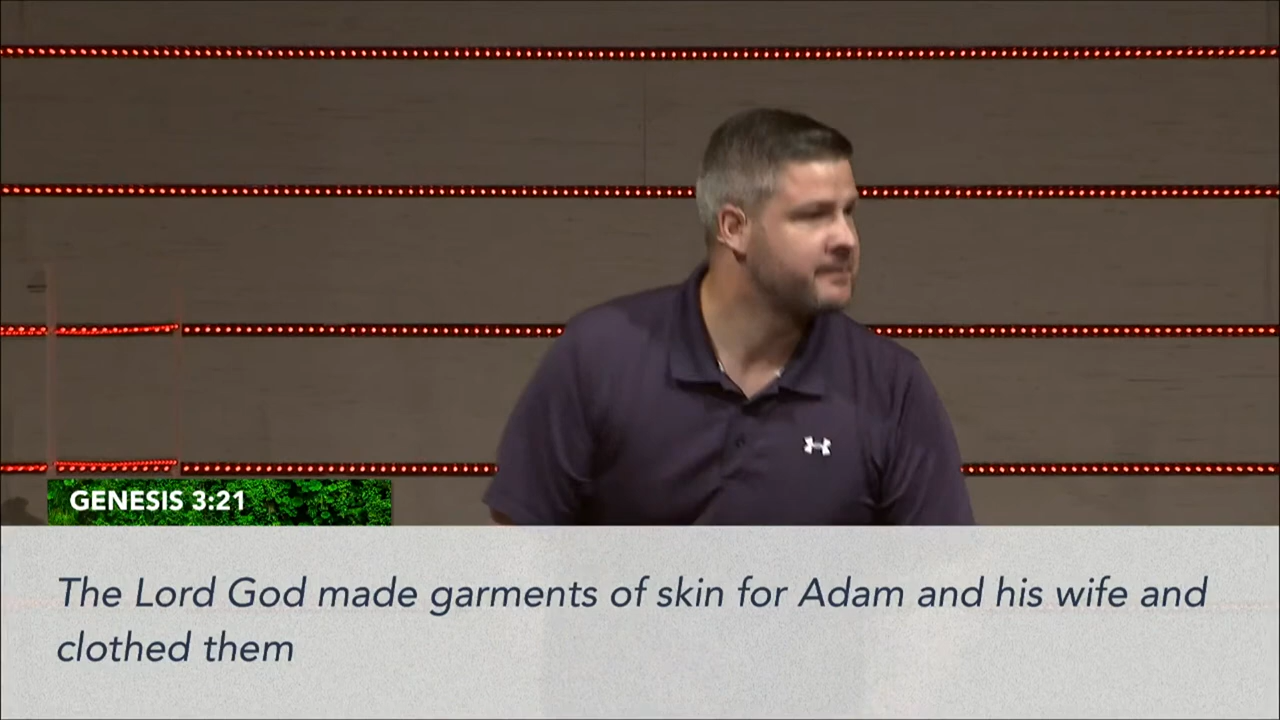 GENESIS 3:21
The Lord God made garments of skin for Adam and his wife and
clothed them